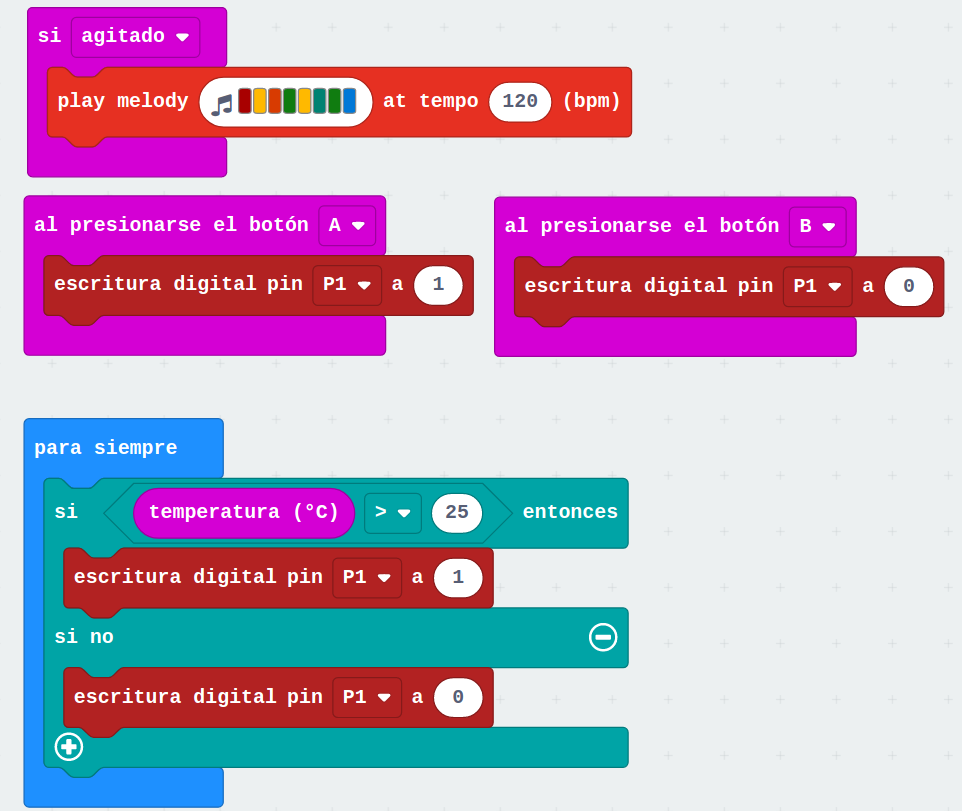 si agitado
play melody at tempo 120 (bpm)
al presionarse el botón A
escritura digital pin P1 a 1
al presionarse el botón B
escritura digital pin P1 a 0
para siempre
si temperatura (°C) > 25 entonces
escritura digital pin P1 a 1
si no
escritura digital pin P1 a 0